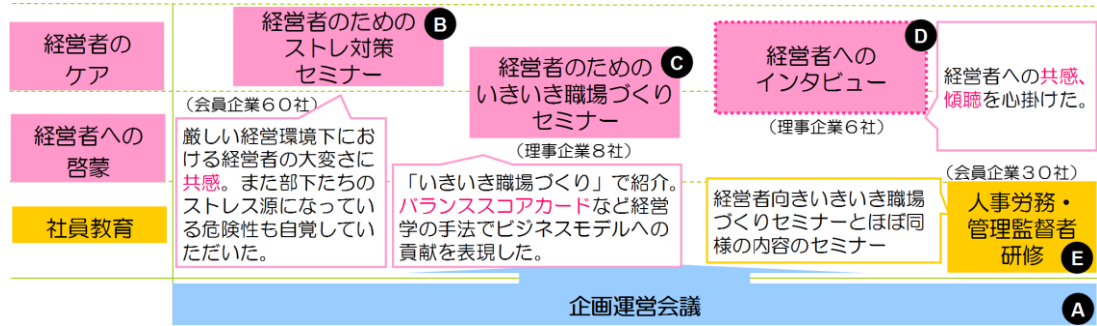 経営者の
ケア
経営者への
啓蒙
社員教育
経営者のための
ストレ対策
セミナー
B
（会員企業６０社）
厳しい経営環境下にお
ける経営者の大変さに
共感。また部下たちの
ストレス源になってい
る危険性も自覚してい
ただいた。
経営者のための
いきいき職場づくり
セミナー
C
（理事企業８社）
「いきいき職場づくり」で紹介。
バランススコアカードなど経営
学の手法でビジネスモデルへの
貢献を表現した。
経営者への
インタビュー
D
（理事企業６社）
経営者への共感、
傾聴を心掛けた。
経営者向きいきいき職場
づくりセミナーとほぼ同
様の内容のセミナー
（会員企業３０社）
人事労務・
管理監督者
研修
E
企画運営会議
A